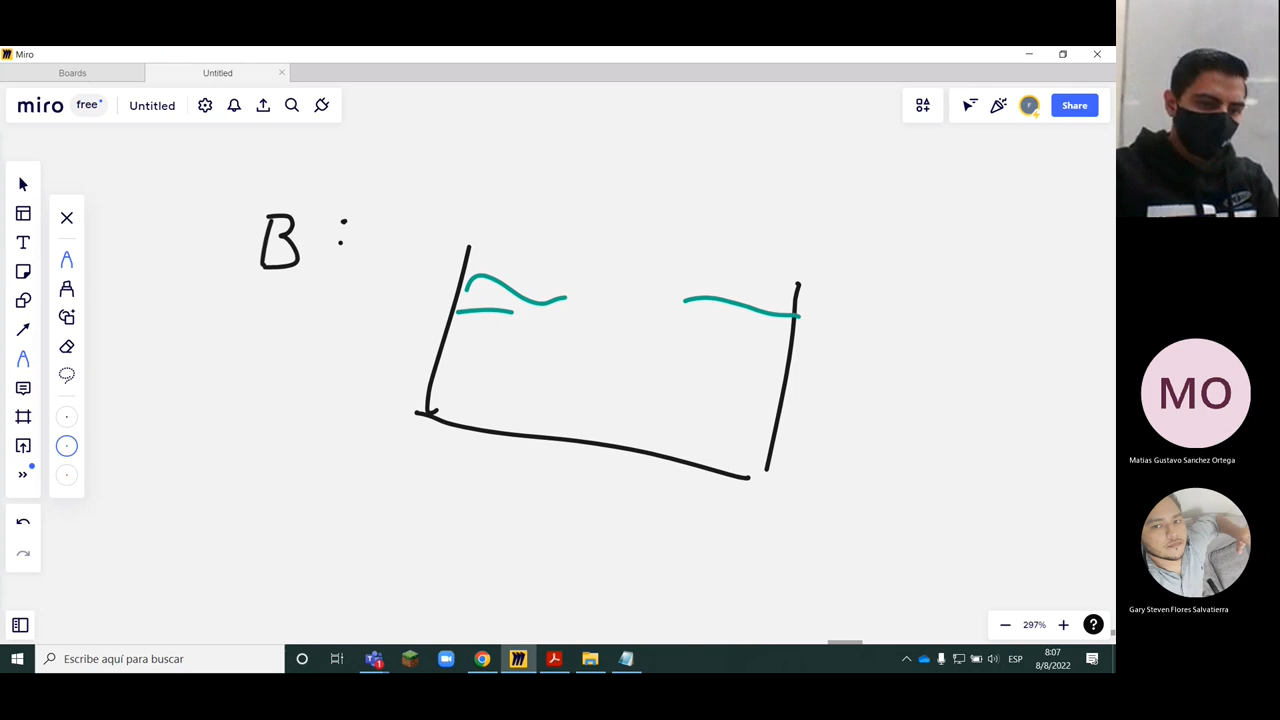 Miro
Boards
Untitled
miro free Untitled
Share
B :
MO
Matias Gustavo Sanchez Ortega
Gary Steven Flores Salvatierra
297%
Escribe aquí para buscar
ESP
8:07
8/8/2022